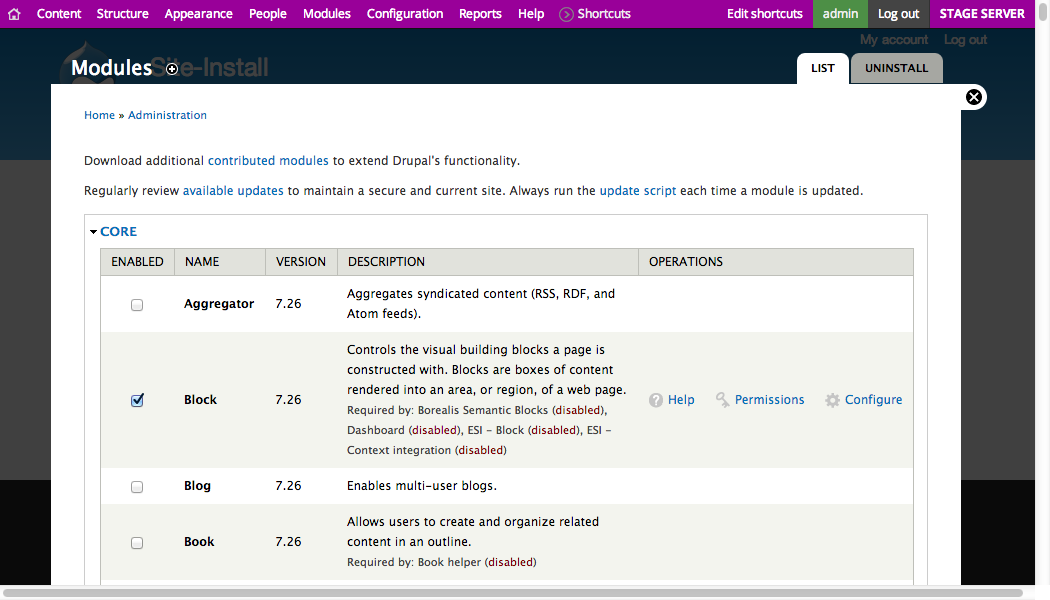 Content Structure Appearance People Modules Configuration Reports Help Shortcuts Edit shortcuts admin Log out STAGE SERVER
My account Log out
Modules Site-Install
LIST UNINSTALL
Home » Administration
Download additional contributed modules to extend Drupal's functionality.
Regularly review available updates to maintain a secure and current site. Always run the update script each time a module is updated.
CORE
ENABLED NAME VERSION DESCRIPTION OPERATIONS
Aggregator 7.26 Aggregates syndicated content (RSS, RDF, and
Atom feeds).
Controls the visual building blocks a page is
constructed with. Blocks are boxes of content
rendered into an area, or region, of a web page.
Block 7.26 Help Permissions Configure
Required by: Borealis Semantic Blocks (disabled),
Dashboard (disabled), ESI - Block (disabled), ESI -
Context integration (disabled)
Blog 7.26 Enables multi-user blogs.
Allows users to create and organize related
Book 7.26 content in an outline.
Required by: Book helper (disabled)